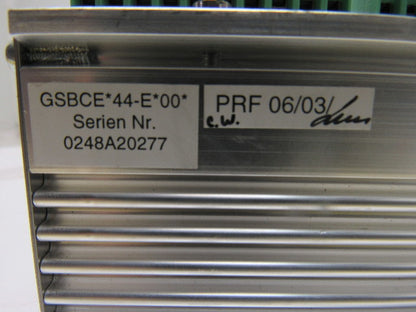 GSBCE*44-E*00*
Serien Nr.
0248A20277
PRF 06/03/
c.w.